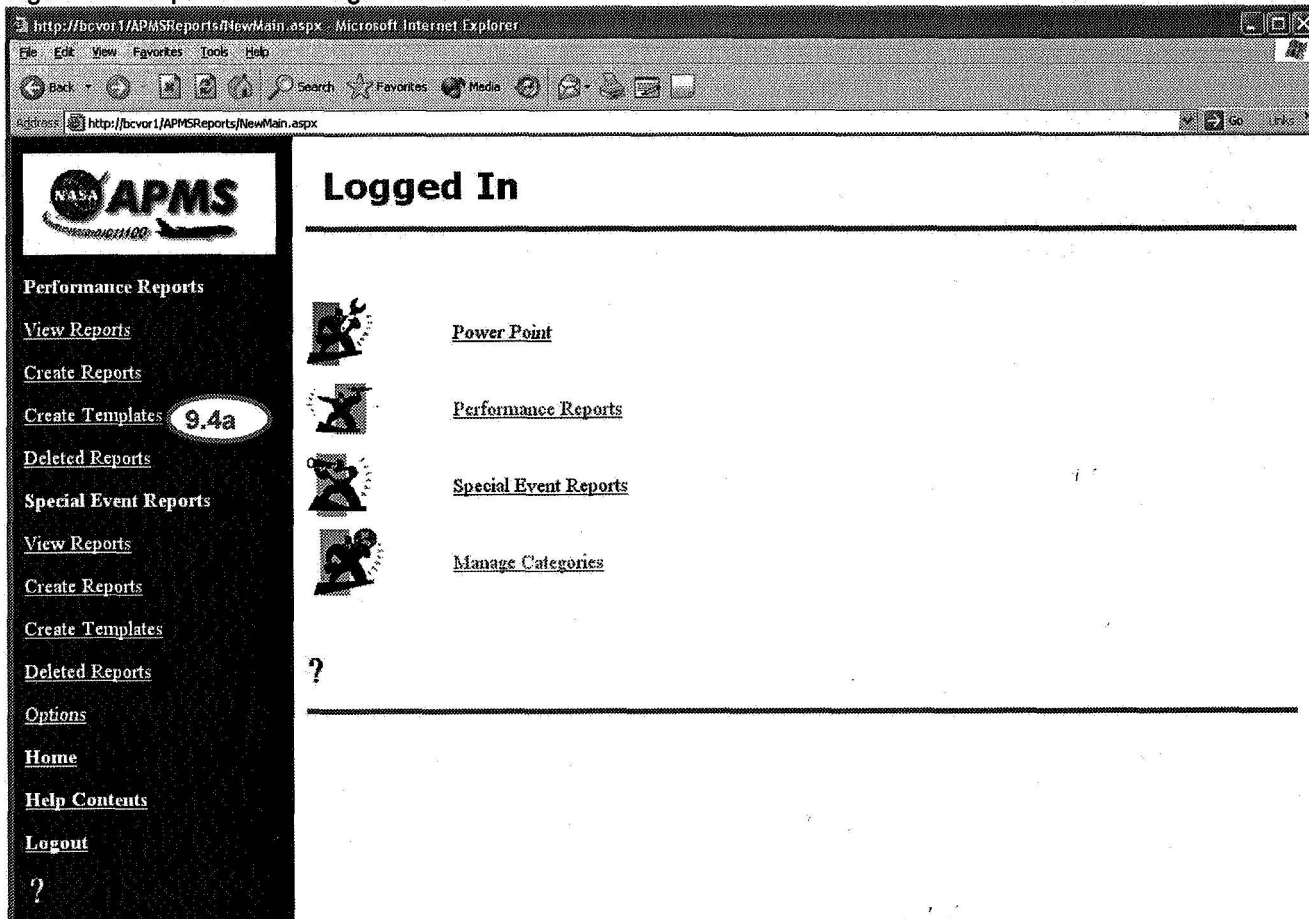 http://bcvor1/APMSReports/NewMain.aspx - Microsoft Internet Explorer
File Edit View Favorites Tools Help
Back Search Favorites Media
Address http://bcvor1/APMSReports/NewMain.aspx Go Links
NASA APMS
Logged In
Performance Reports
View Reports
Create Reports
Create Templates 9.4a
Deleted Reports
Special Event Reports
View Reports
Create Reports
Create Templates
Deleted Reports
Options
Home
Help Contents
Logout
?
Power Point
Performance Reports
Special Event Reports
Manage Categories
?